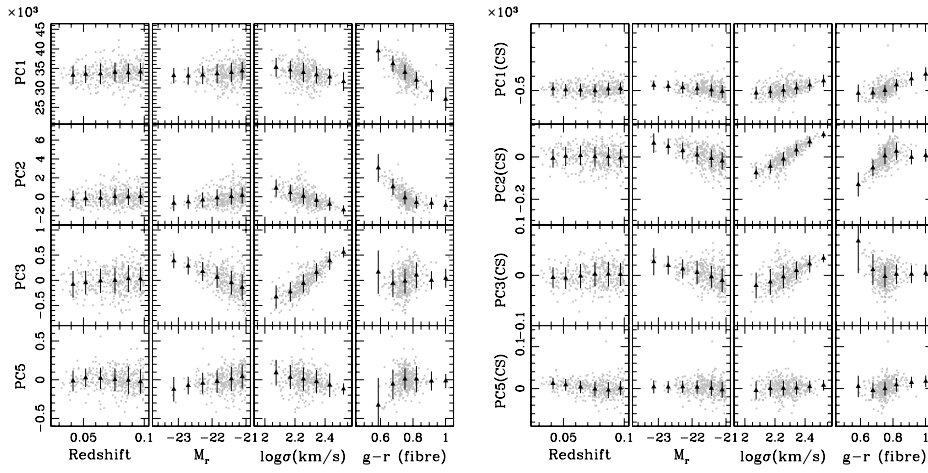 ×10³ ×10³
PC1 25 30 35 40 45
PC2 −2 0 2 4 6
PC3 −0.5 0 0.5 1
PC5 −0.5 0 0.5
0.05 0.1 −23 −22 −21 2 2.2 2.4 0.6 0.8 1
Redshift M_r logσ(km/s) g−r (fibre)
PC1(CS) −0.5
PC2(CS) −0.2 0
PC3(CS) −0.1 0 0.1
PC5(CS) 0 0.1
0.05 0.1 −23 −22 −21 2 2.2 2.4 0.6 0.8 1
Redshift M_r logσ(km/s) g−r (fibre)